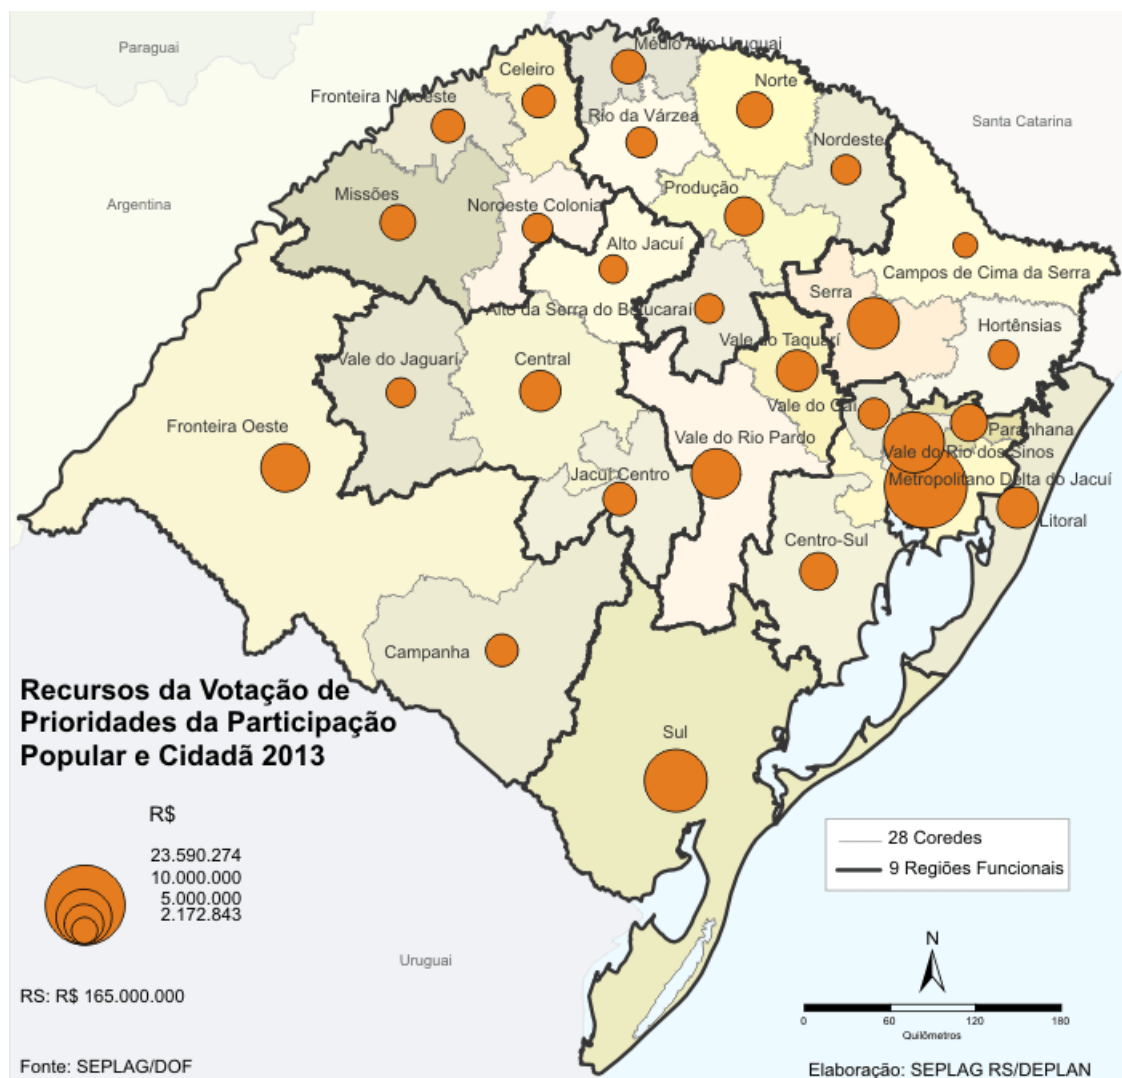 Paraguai
Médio Alto Uruguai
Celeiro
Norte
Fronteira Noroeste
Rio da Várzea
Santa Catarina
Nordeste
Produção
Missões
Argentina
Noroeste Colonial
Alto Jacuí
Campos de Cima da Serra
Serra
Alto da Serra do Botucaraí
Hortênsias
Vale do Taquarí
Vale do Jaguarí
Central
Vale do Caí
Fronteira Oeste
Paranhana
Vale do Rio Pardo
Vale do Rio dos Sinos
Jacuí Centro
Metropolitano Delta do Jacuí
Litoral
Centro-Sul
Campanha
Recursos da Votação de
Prioridades da Participação
Popular e Cidadã 2013
Sul
R$
23.590.274
10.000.000
5.000.000
2.172.843
28 Coredes
9 Regiões Funcionais
Uruguai
N
RS: R$ 165.000.000
0 60 120 180
Quilômetros
Fonte: SEPLAG/DOF
Elaboração: SEPLAG RS/DEPLAN